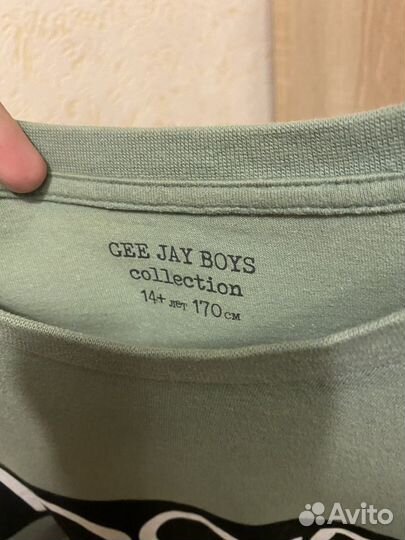 GEE JAY BOYS
collection
14+ лет 170 см
Avito